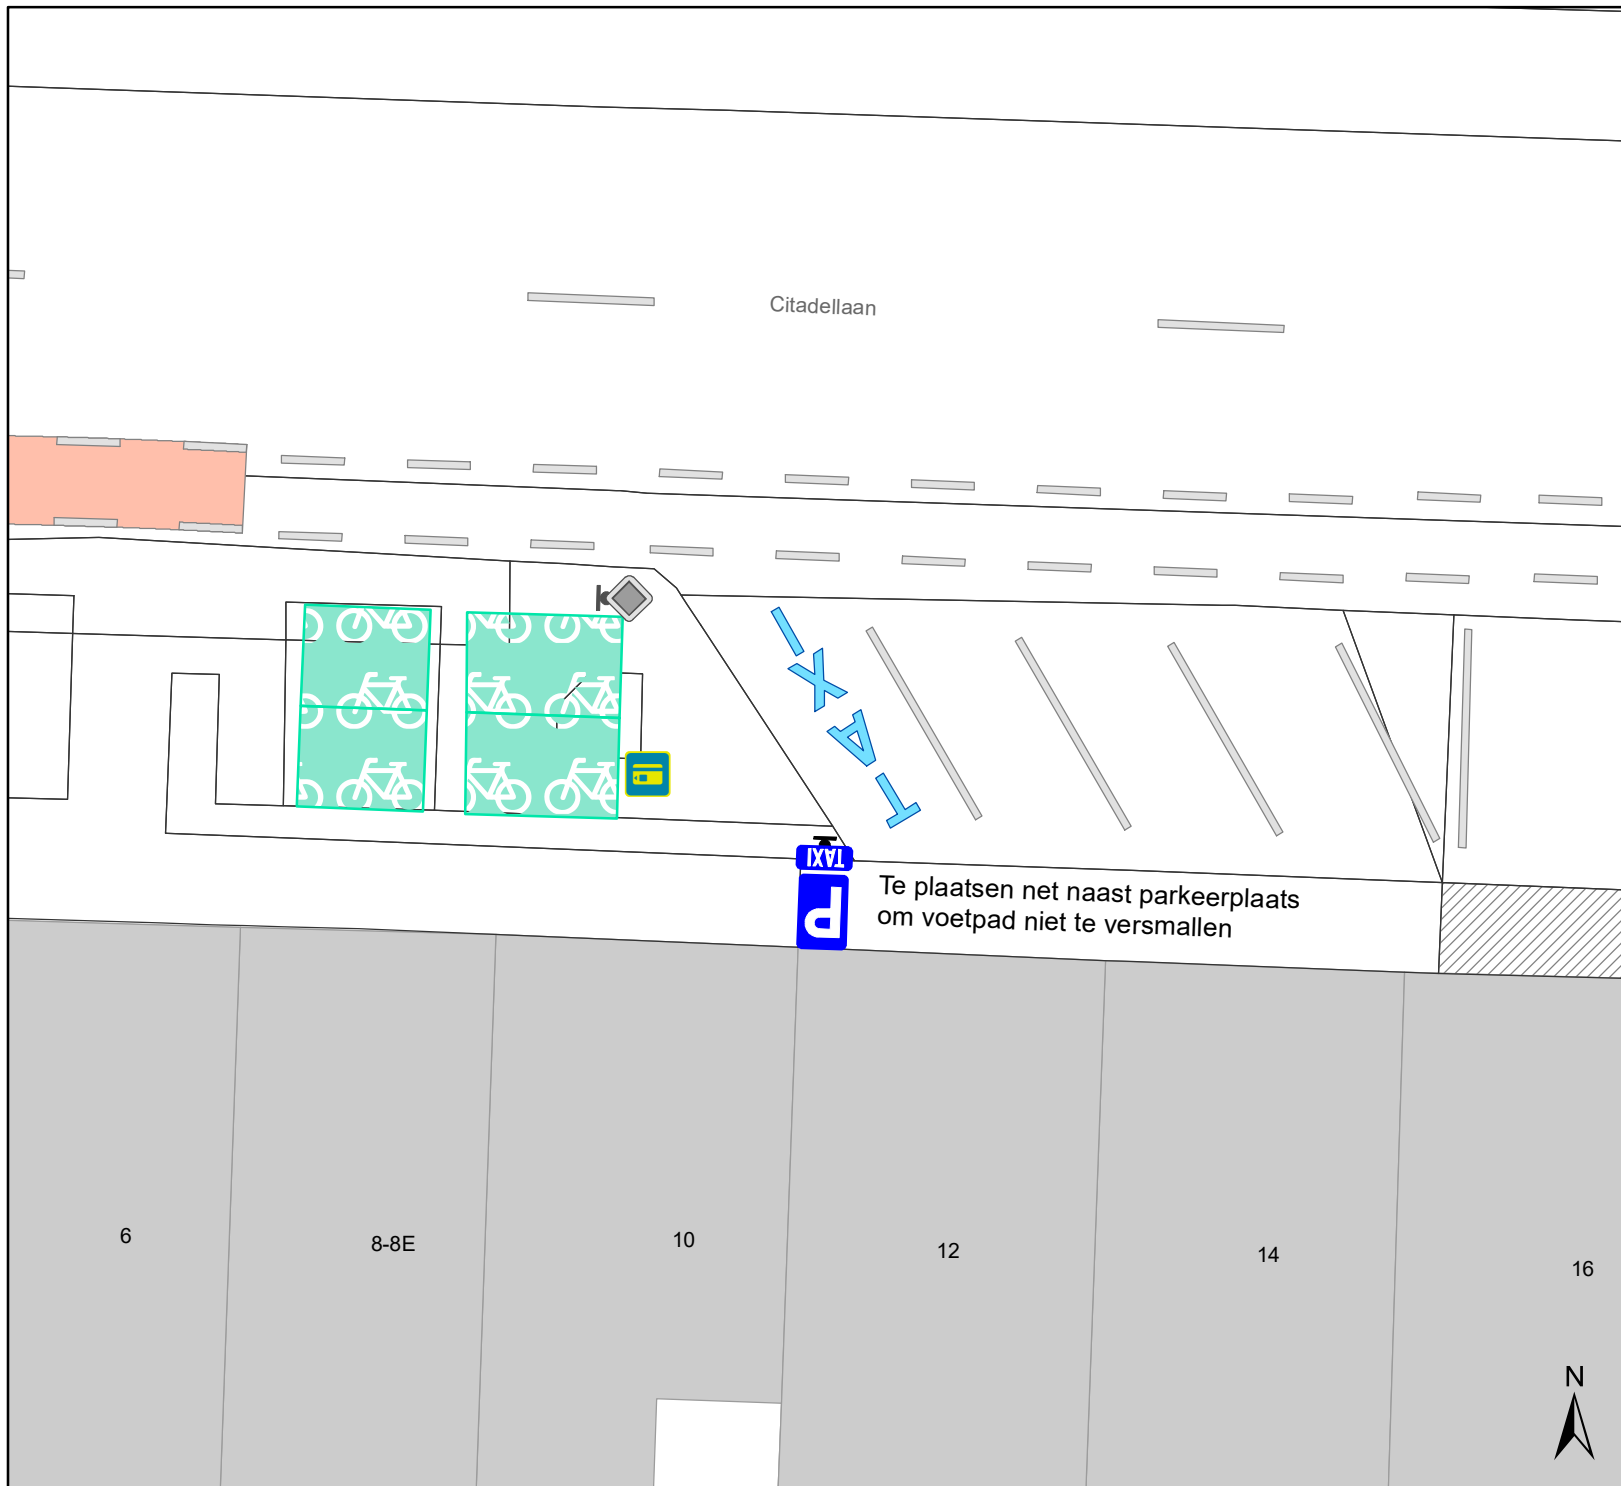 Citadellaan
TAXI
TAXI
P
Te plaatsen net naast parkeerplaats
om voetpad niet te versmallen
6
8-8E
10
12
14
16
N